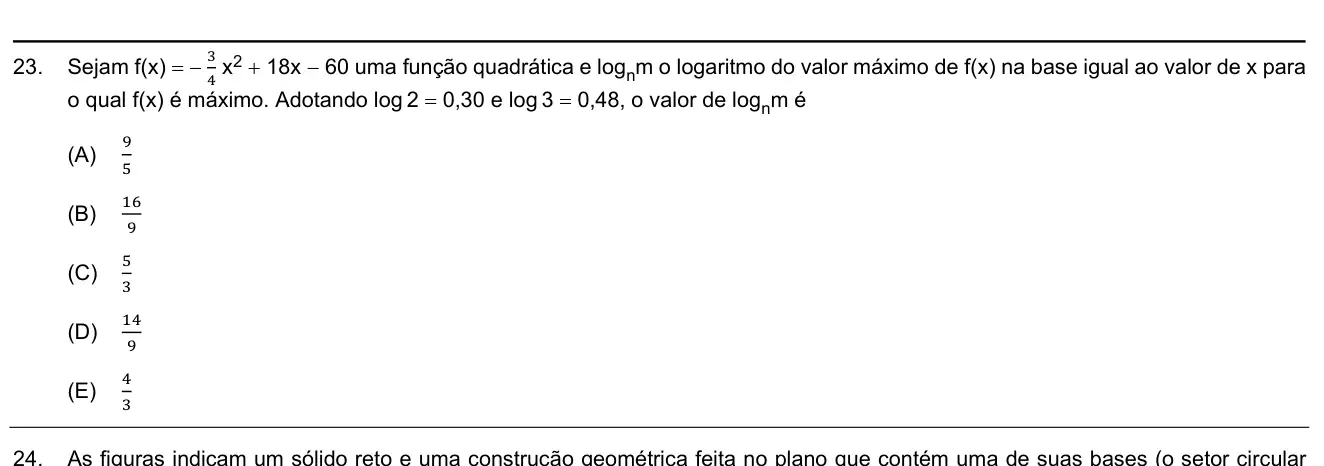 23. Sejam f(x) = − 3/4 x² + 18x − 60 uma função quadrática e logₙm o logaritmo do valor máximo de f(x) na base igual ao valor de x para
o qual f(x) é máximo. Adotando log 2 = 0,30 e log 3 = 0,48, o valor de logₙm é
(A) 9/5
(B) 16/9
(C) 5/3
(D) 14/9
(E) 4/3
24. As figuras indicam um sólido reto e uma construção geométrica feita no plano que contém uma de suas bases (o setor circular